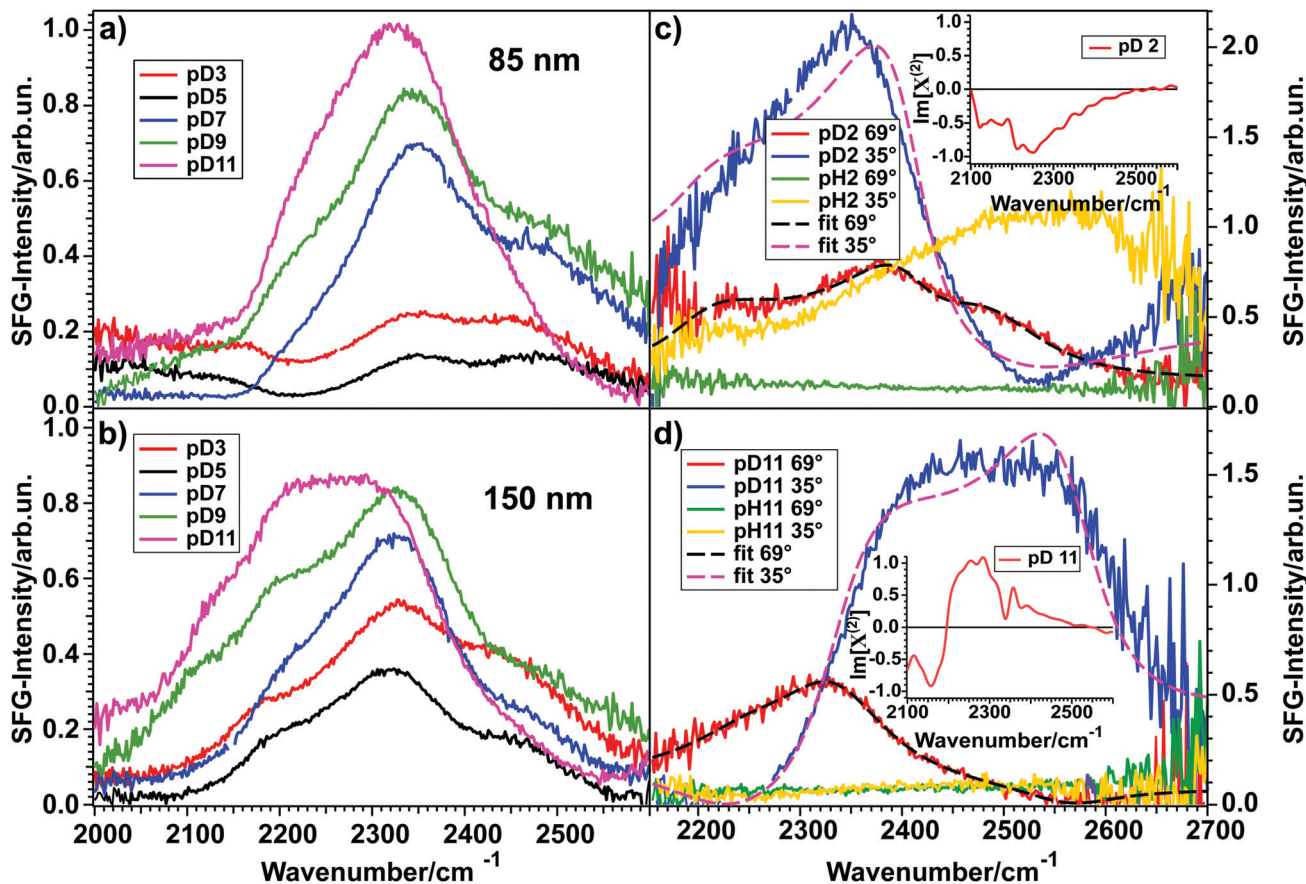 a)
85 nm
pD3
pD5
pD7
pD9
pD11
SFG-Intensity/arb.un.
1.0
0.8
0.6
0.4
0.2
0.0
c)
pD2 69°
pD2 35°
pH2 69°
pH2 35°
fit 69°
fit 35°
Im[X(2)]
1.0
0.5
0.0
-0.5
-1.0
pD 2
2100
2300
2500
Wavenumber/cm-1
2.0
1.5
1.0
0.5
0.0
SFG-Intensity/arb.un.
b)
150 nm
pD3
pD5
pD7
pD9
pD11
SFG-Intensity/arb.un.
1.0
0.8
0.6
0.4
0.2
0.0
2000
2100
2200
2300
2400
2500
Wavenumber/cm-1
d)
pD11 69°
pD11 35°
pH11 69°
pH11 35°
fit 69°
fit 35°
Im[X(2)]
1.0
0.5
0.0
-0.5
-1.0
pD 11
2100
2300
2500
Wavenumber/cm-1
1.5
1.0
0.5
0.0
SFG-Intensity/arb.un.
2200
2300
2400
2500
2600
2700
Wavenumber/cm-1